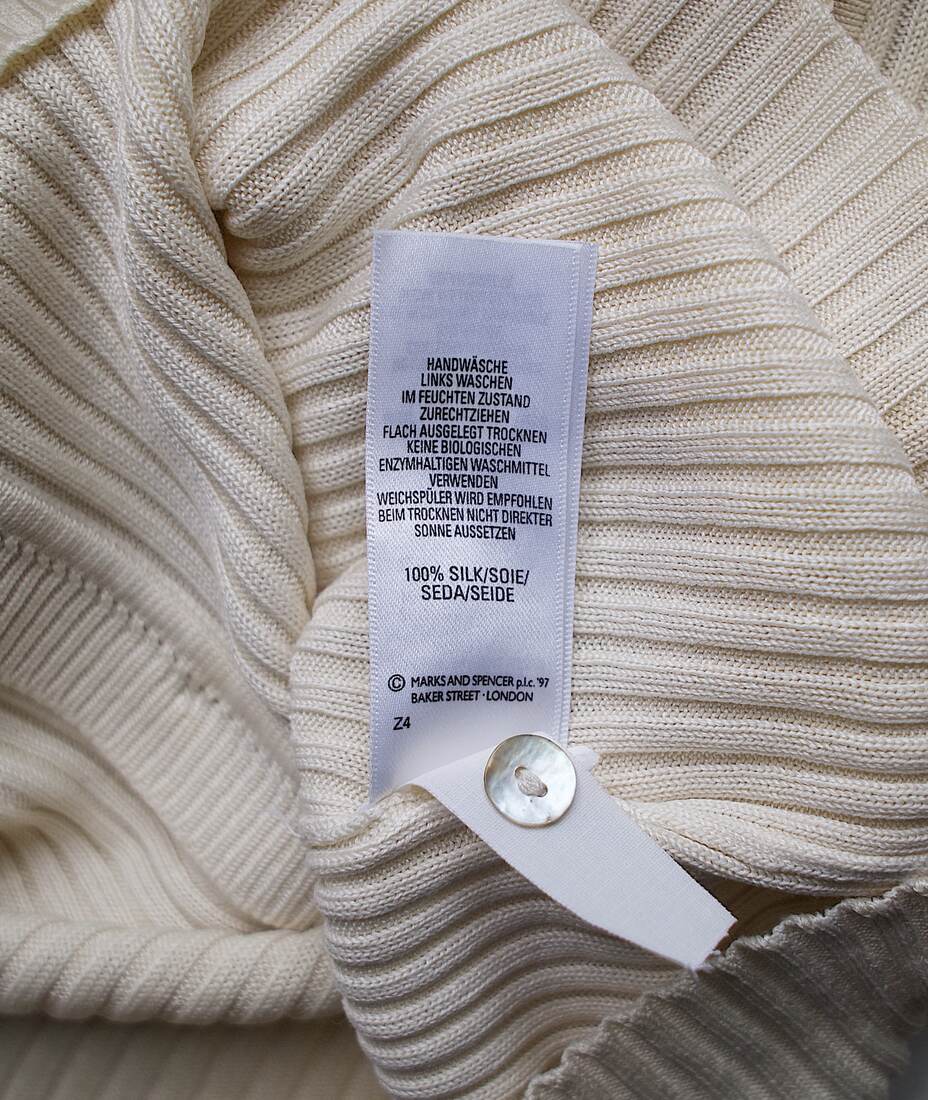 HANDWÄSCHE
LINKS WASCHEN
IM FEUCHTEN ZUSTAND
ZURECHTZIEHEN
FLACH AUSGELEGT TROCKNEN
KEINE BIOLOGISCHEN
ENZYMHALTIGEN WASCHMITTEL
VERWENDEN
WEICHSPÜLER WIRD EMPFOHLEN
BEIM TROCKNEN NICHT DIREKTER
SONNE AUSSETZEN
100% SILK/SOIE/
SEDA/SEIDE
© MARKS AND SPENCER p.l.c. '97
BAKER STREET · LONDON
Z4